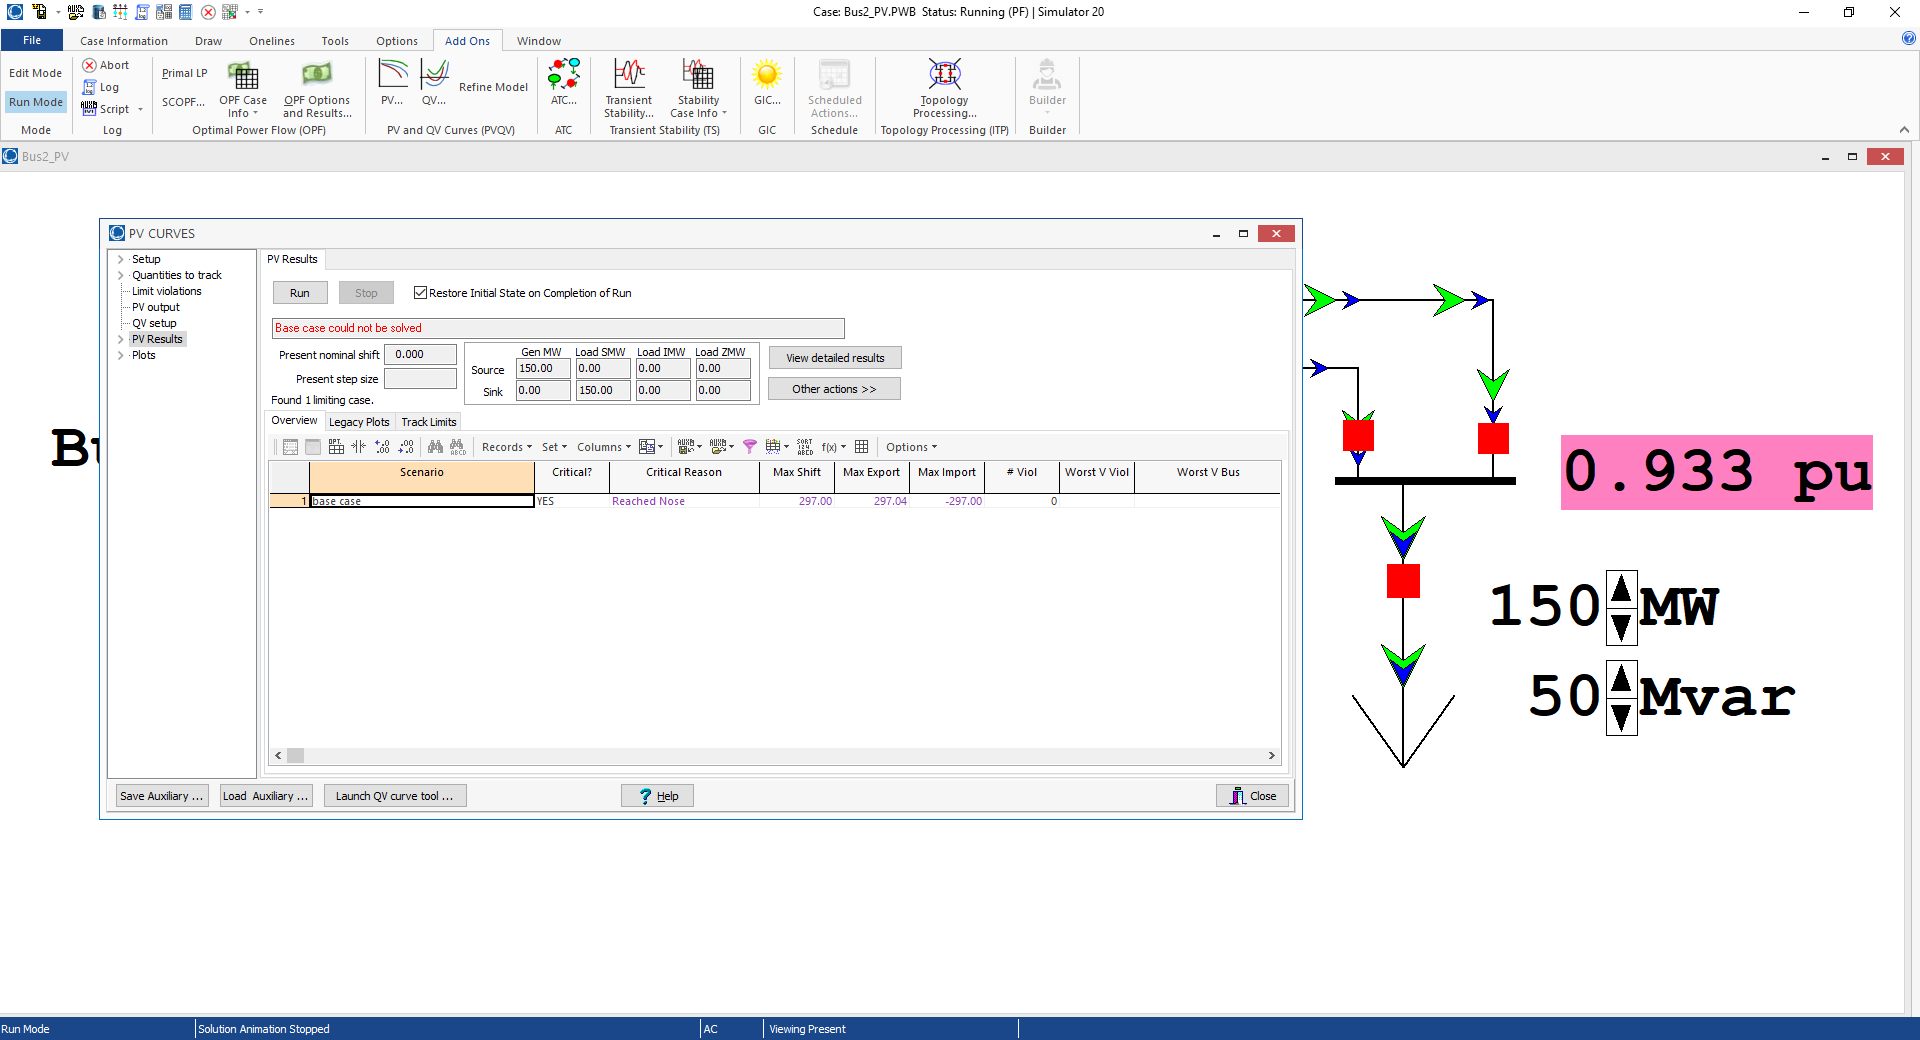 Case: Bus2_PV.PWB  Status: Running (PF) | Simulator 20
File Case Information Draw Onelines Tools Options Add Ons Window
Edit Mode
Run Mode
Mode
Abort
Log
Script
Log
Primal LP
SCOPF...
OPF Case
Info
OPF Options
and Results...
Optimal Power Flow (OPF)
PV...
QV...
Refine Model
PV and QV Curves (PVQV)
ATC...
ATC
Transient
Stability...
Stability
Case Info
Transient Stability (TS)
GIC...
GIC
Scheduled
Actions...
Schedule
Topology
Processing...
Topology Processing (ITP)
Builder
Builder
Bus2_PV
PV CURVES
Setup
Quantities to track
Limit violations
PV output
QV setup
PV Results
Plots
PV Results
Run Stop Restore Initial State on Completion of Run
Base case could not be solved
Present nominal shift 0.000
Present step size
Found 1 limiting case.
Gen MW Load SMW Load IMW Load ZMW
Source 150.00 0.00 0.00 0.00
Sink 0.00 150.00 0.00 0.00
View detailed results
Other actions >>
Overview Legacy Plots Track Limits
Records Set Columns f(x) Options
Scenario Critical? Critical Reason Max Shift Max Export Max Import # Viol Worst V Viol Worst V Bus
1 base case YES Reached Nose 297.00 297.04 -297.00 0
Save Auxiliary ... Load Auxiliary ... Launch QV curve tool ... Help Close
0.933 pu
150 MW
50 Mvar
Run Mode Solution Animation Stopped AC Viewing Present